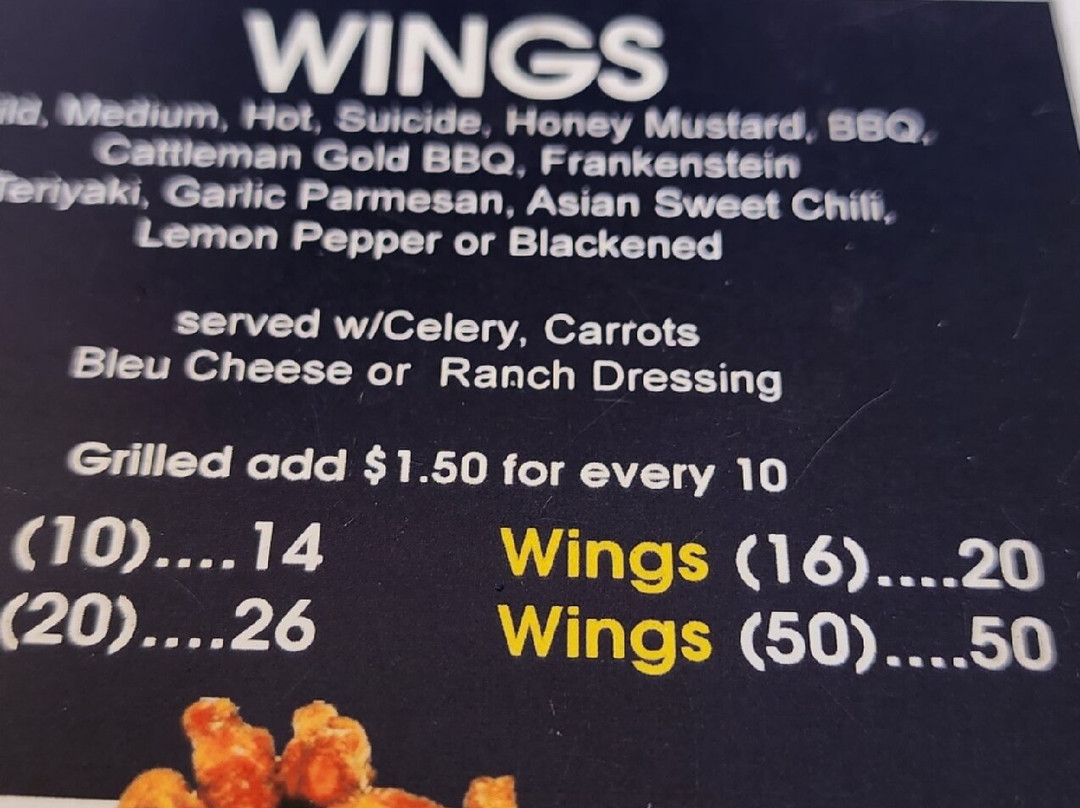 WINGS
ild, Medium, Hot, Suicide, Honey Mustard, BBQ,
Cattleman Gold BBQ, Frankenstein
Teriyaki, Garlic Parmesan, Asian Sweet Chili,
Lemon Pepper or Blackened
served w/Celery, Carrots
Bleu Cheese or Ranch Dressing
Grilled add $1.50 for every 10
(10)....14 Wings (16)....20
(20)....26 Wings (50)....50